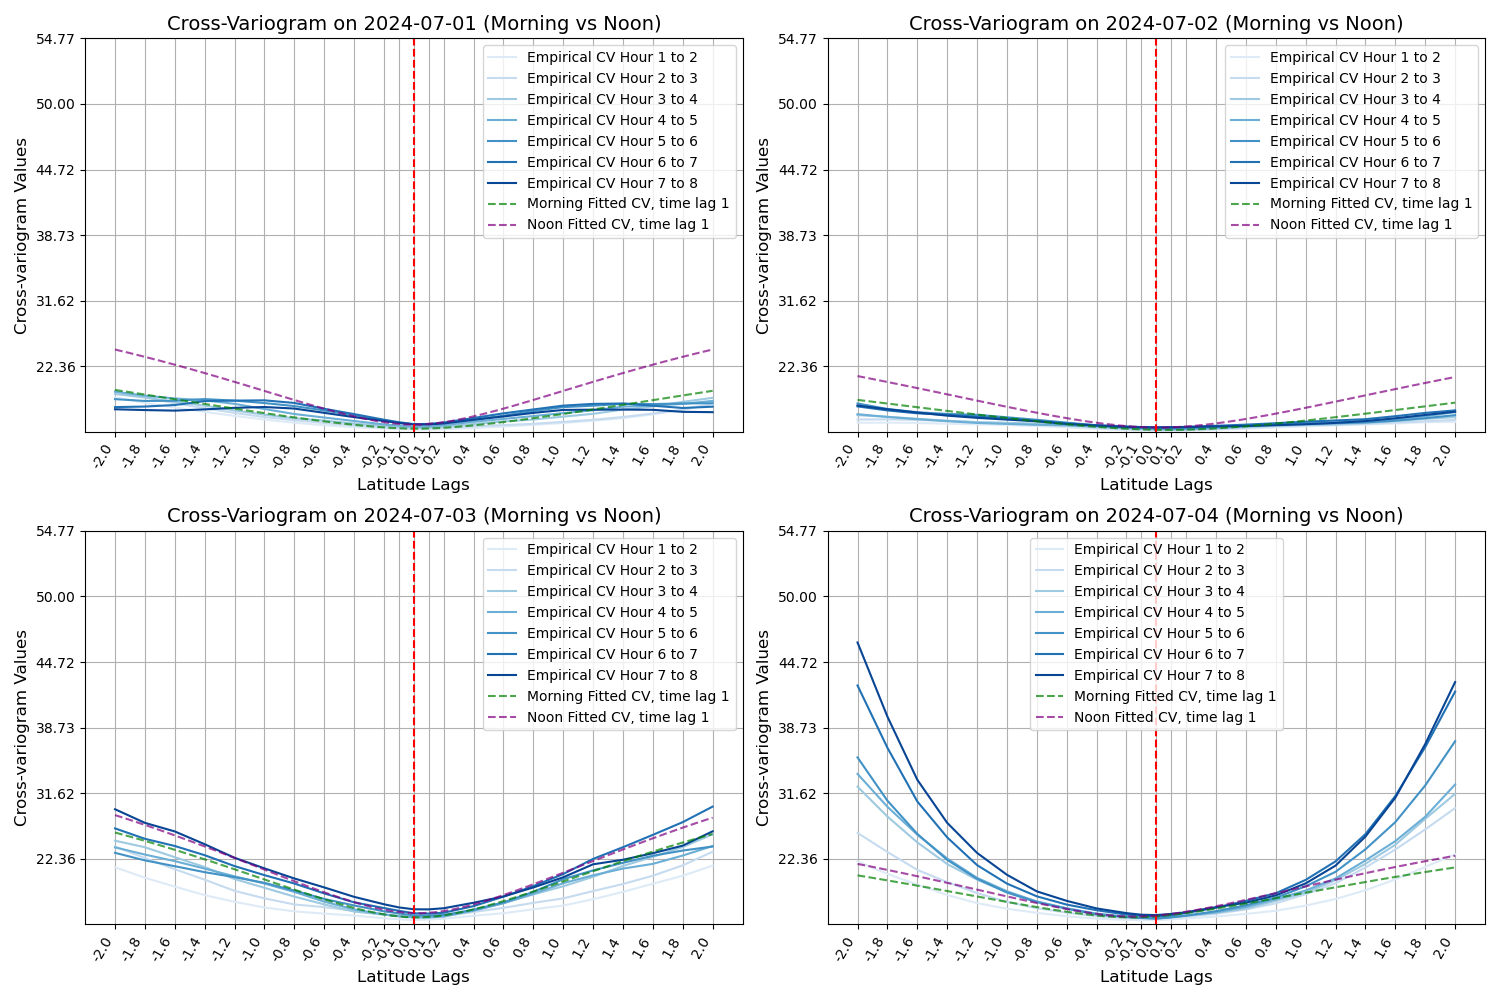 Cross-Variogram on 2024-07-01 (Morning vs Noon)
54.77
50.00
44.72
38.73
31.62
22.36
Cross-variogram Values
Empirical CV Hour 1 to 2
Empirical CV Hour 2 to 3
Empirical CV Hour 3 to 4
Empirical CV Hour 4 to 5
Empirical CV Hour 5 to 6
Empirical CV Hour 6 to 7
Empirical CV Hour 7 to 8
Morning Fitted CV, time lag 1
Noon Fitted CV, time lag 1
-2.0 -1.8 -1.6 -1.4 -1.2 -1.0 -0.8 -0.6 -0.4 -0.2 -0.1 0.0 0.1 0.2 0.4 0.6 0.8 1.0 1.2 1.4 1.6 1.8 2.0
Latitude Lags
Cross-Variogram on 2024-07-02 (Morning vs Noon)
54.77
50.00
44.72
38.73
31.62
22.36
Cross-variogram Values
Empirical CV Hour 1 to 2
Empirical CV Hour 2 to 3
Empirical CV Hour 3 to 4
Empirical CV Hour 4 to 5
Empirical CV Hour 5 to 6
Empirical CV Hour 6 to 7
Empirical CV Hour 7 to 8
Morning Fitted CV, time lag 1
Noon Fitted CV, time lag 1
-2.0 -1.8 -1.6 -1.4 -1.2 -1.0 -0.8 -0.6 -0.4 -0.2 -0.1 0.0 0.1 0.2 0.4 0.6 0.8 1.0 1.2 1.4 1.6 1.8 2.0
Latitude Lags
Cross-Variogram on 2024-07-03 (Morning vs Noon)
54.77
50.00
44.72
38.73
31.62
22.36
Cross-variogram Values
Empirical CV Hour 1 to 2
Empirical CV Hour 2 to 3
Empirical CV Hour 3 to 4
Empirical CV Hour 4 to 5
Empirical CV Hour 5 to 6
Empirical CV Hour 6 to 7
Empirical CV Hour 7 to 8
Morning Fitted CV, time lag 1
Noon Fitted CV, time lag 1
-2.0 -1.8 -1.6 -1.4 -1.2 -1.0 -0.8 -0.6 -0.4 -0.2 -0.1 0.0 0.1 0.2 0.4 0.6 0.8 1.0 1.2 1.4 1.6 1.8 2.0
Latitude Lags
Cross-Variogram on 2024-07-04 (Morning vs Noon)
54.77
50.00
44.72
38.73
31.62
22.36
Cross-variogram Values
Empirical CV Hour 1 to 2
Empirical CV Hour 2 to 3
Empirical CV Hour 3 to 4
Empirical CV Hour 4 to 5
Empirical CV Hour 5 to 6
Empirical CV Hour 6 to 7
Empirical CV Hour 7 to 8
Morning Fitted CV, time lag 1
Noon Fitted CV, time lag 1
-2.0 -1.8 -1.6 -1.4 -1.2 -1.0 -0.8 -0.6 -0.4 -0.2 -0.1 0.0 0.1 0.2 0.4 0.6 0.8 1.0 1.2 1.4 1.6 1.8 2.0
Latitude Lags